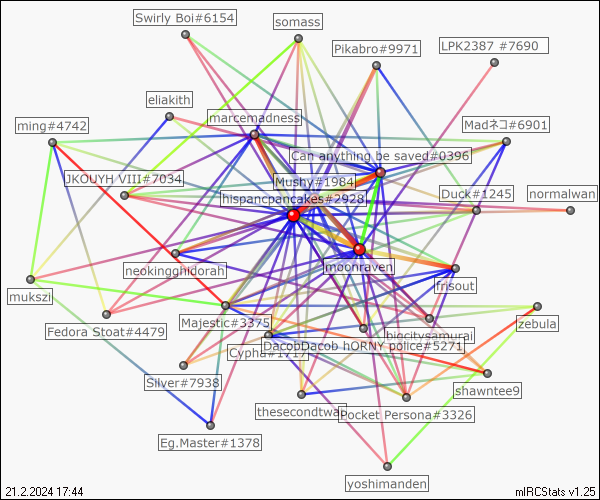 Swirly Boi#6154
somass
Pikabro#9971
LPK2387 #7690
eliakith
marcemadness
ming#4742
Madネコ#6901
Can anything be saved#0396
JKOUYH VIII#7034
Mushy#1984
Duck#1245
normalwan
hispancpancakes#2928
neokingghidorah
moonraven
frisout
mukszi
Fedora Stoat#4479
Majestic#3375
bigcitysamurai
zebula
DacobDacob hORNY police#5271
Cypha#1717
Silver#7938
shawntee9
thesecondtwa
Pocket Persona#3326
Eg.Master#1378
yoshimanden
21.2.2024 17:44
mIRCStats v1.25